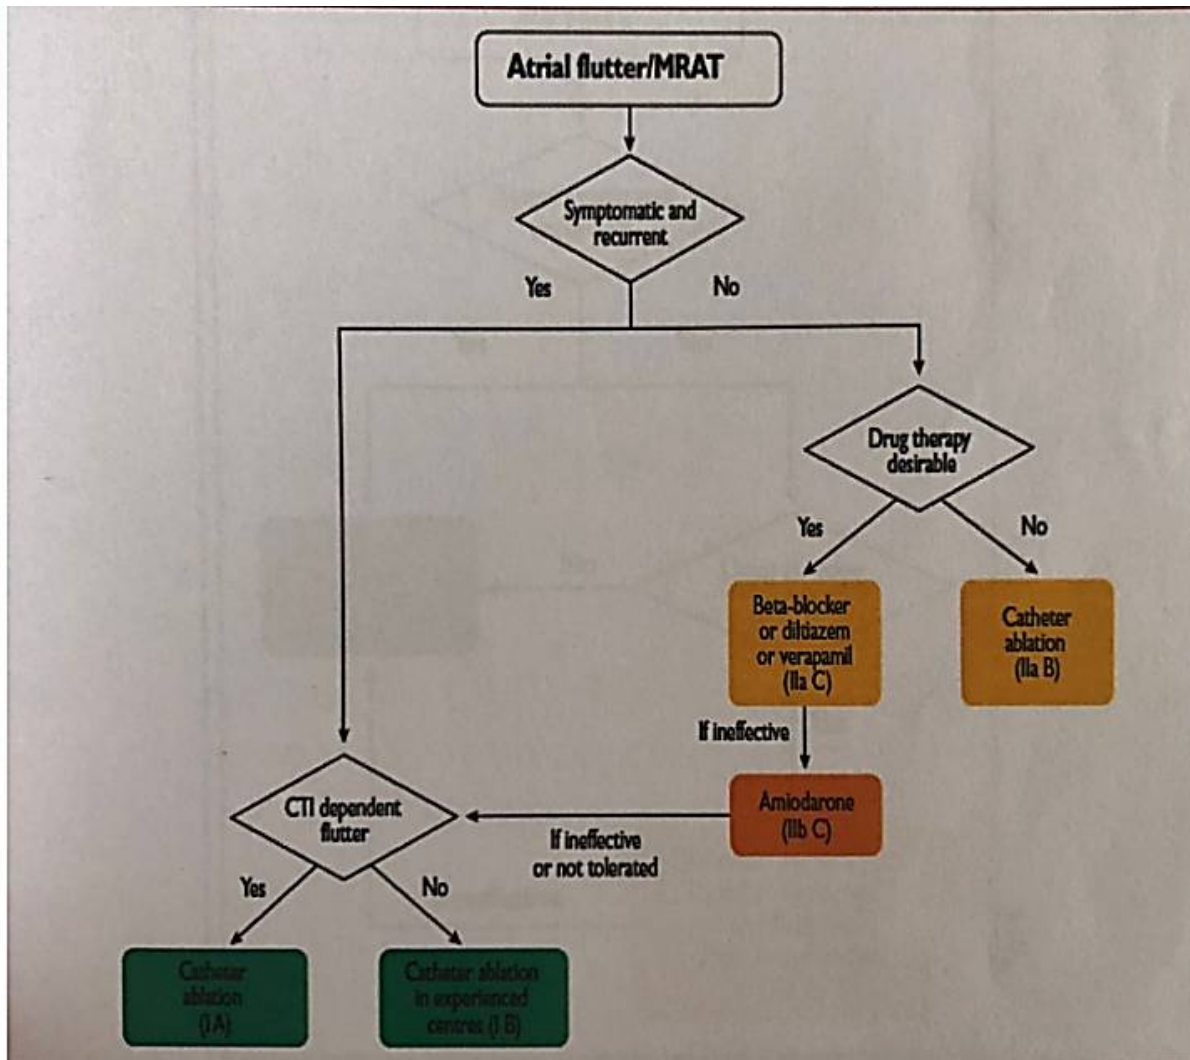 Atrial flutter/MRAT
Symptomatic and
recurrent
Yes
No
Drug therapy
desirable
Yes
No
Beta-blocker
or diltiazem
or verapamil
(IIa C)
Catheter
ablation
(IIa B)
If ineffective
Amiodarone
(IIb C)
If ineffective
or not tolerated
CTI dependent
flutter
Yes
No
Catheter
ablation
(I A)
Catheter ablation
in experienced
centres (I B)